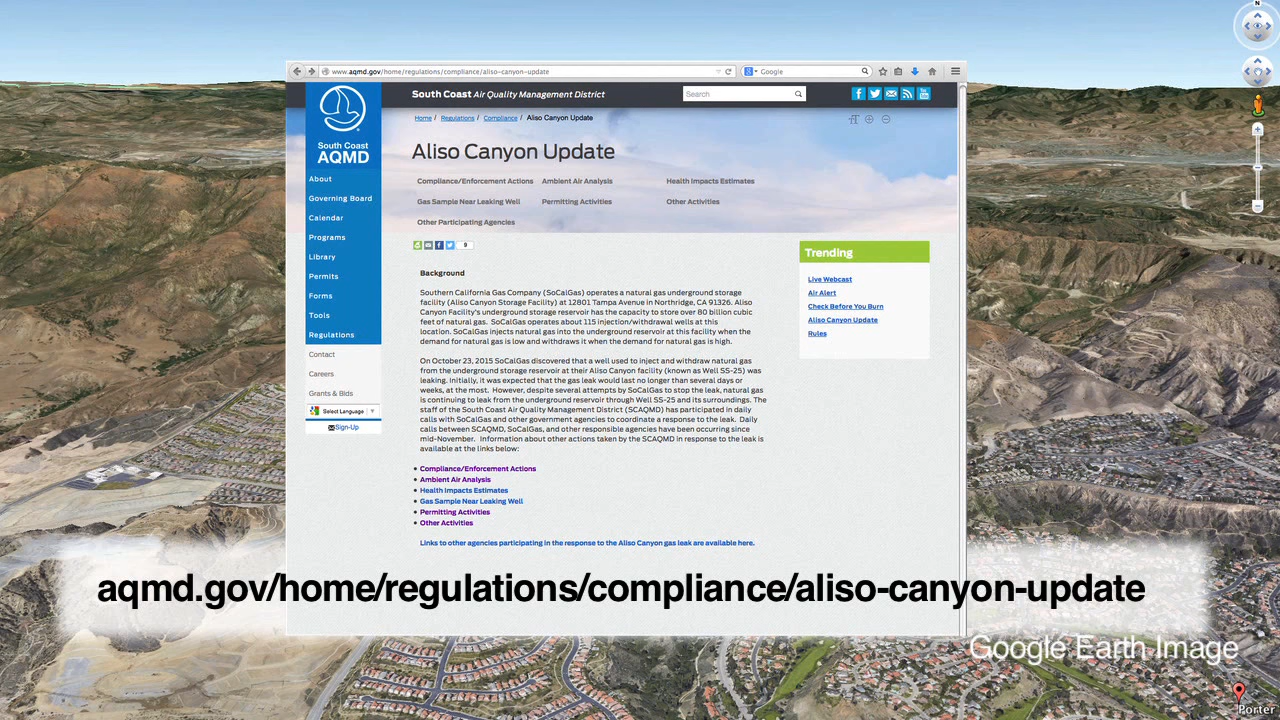 N
www.aqmd.gov/home/regulations/compliance/aliso-canyon-update
Google
South Coast Air Quality Management District
Search
Home / Regulations / Compliance / Aliso Canyon Update
South Coast
AQMD
Aliso Canyon Update
Compliance/Enforcement Actions Ambient Air Analysis Health Impacts Estimates
Gas Sample Near Leaking Well Permitting Activities Other Activities
Other Participating Agencies
About
Governing Board
Calendar
Programs
Library
Permits
Forms
Tools
Regulations
Contact
Careers
Grants & Bids
Select Language
Sign-Up
9
Background
Southern California Gas Company (SoCalGas) operates a natural gas underground storage
facility (Aliso Canyon Storage Facility) at 12801 Tampa Avenue in Northridge, CA 91326. Aliso
Canyon Facility's underground storage reservoir has the capacity to store over 80 billion cubic
feet of natural gas. SoCalGas operates about 115 injection/withdrawal wells at this
location. SoCalGas injects natural gas into the underground reservoir at this facility when the
demand for natural gas is low and withdraws it when the demand for natural gas is high.
On October 23, 2015 SoCalGas discovered that a well used to inject and withdraw natural gas
from the underground storage reservoir at their Aliso Canyon facility (known as Well SS-25) was
leaking. Initially, it was expected that the gas leak would last no longer than several days or
weeks, at the most. However, despite several attempts by SoCalGas to stop the leak, natural gas
is continuing to leak from the underground reservoir through Well SS-25 and its surroundings. The
staff of the South Coast Air Quality Management District (SCAQMD) has participated in daily
calls with SoCalGas and other government agencies to coordinate a response to the leak. Daily
calls between SCAQMD, SoCalGas, and other responsible agencies have been occurring since
mid-November. Information about other actions taken by the SCAQMD in response to the leak is
available at the links below:
Compliance/Enforcement Actions
Ambient Air Analysis
Health Impacts Estimates
Gas Sample Near Leaking Well
Permitting Activities
Other Activities
Links to other agencies participating in the response to the Aliso Canyon gas leak are available here.
Trending
Live Webcast
Air Alert
Check Before You Burn
Aliso Canyon Update
Rules
aqmd.gov/home/regulations/compliance/aliso-canyon-update
Google Earth Image
Porter